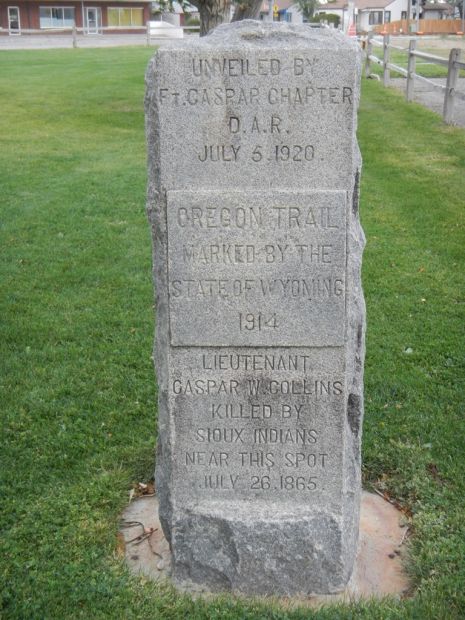 UNVEILED BY
FT. CASPAR CHAPTER
D.A.R.
JULY 5. 1920.
OREGON TRAIL
MARKED BY THE
STATE OF WYOMING
1914
LIEUTENANT
CASPAR W. COLLINS
KILLED BY
SIOUX INDIANS
NEAR THIS SPOT
JULY 26. 1865.